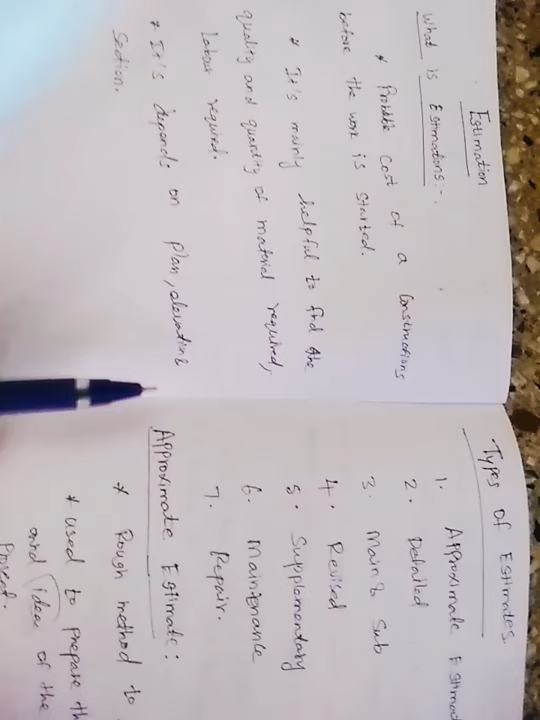 Estimation
What is Estimations:-
* Probable Cost of a Constructions
before the work is started.
* It's mainly helpful to find the
quality and quantity of material required,
labour required.
* It's depends on Plan, elevation &
Section.
Types of Estimates
1. Approximate Estima
2. Detailed
3. Main & Sub
4. Revised
5. Supplementary
6. Maintenance
7. Repair.
Approximate Estimate:
* Rough method to
* used to prepare th
and idea of the
Project.